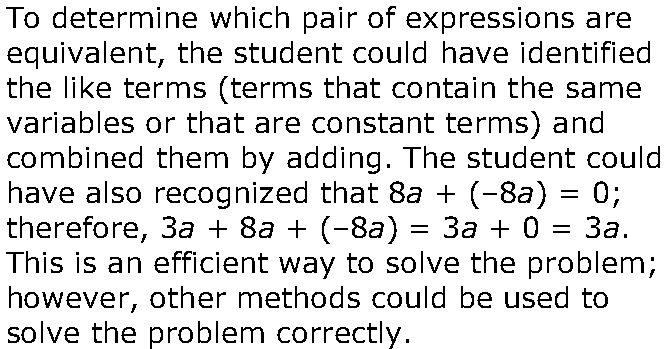 To determine which pair of expressions are
equivalent, the student could have identified
the like terms (terms that contain the same
variables or that are constant terms) and
combined them by adding. The student could
have also recognized that 8a + (–8a) = 0;
therefore, 3a + 8a + (–8a) = 3a + 0 = 3a.
This is an efficient way to solve the problem;
however, other methods could be used to
solve the problem correctly.